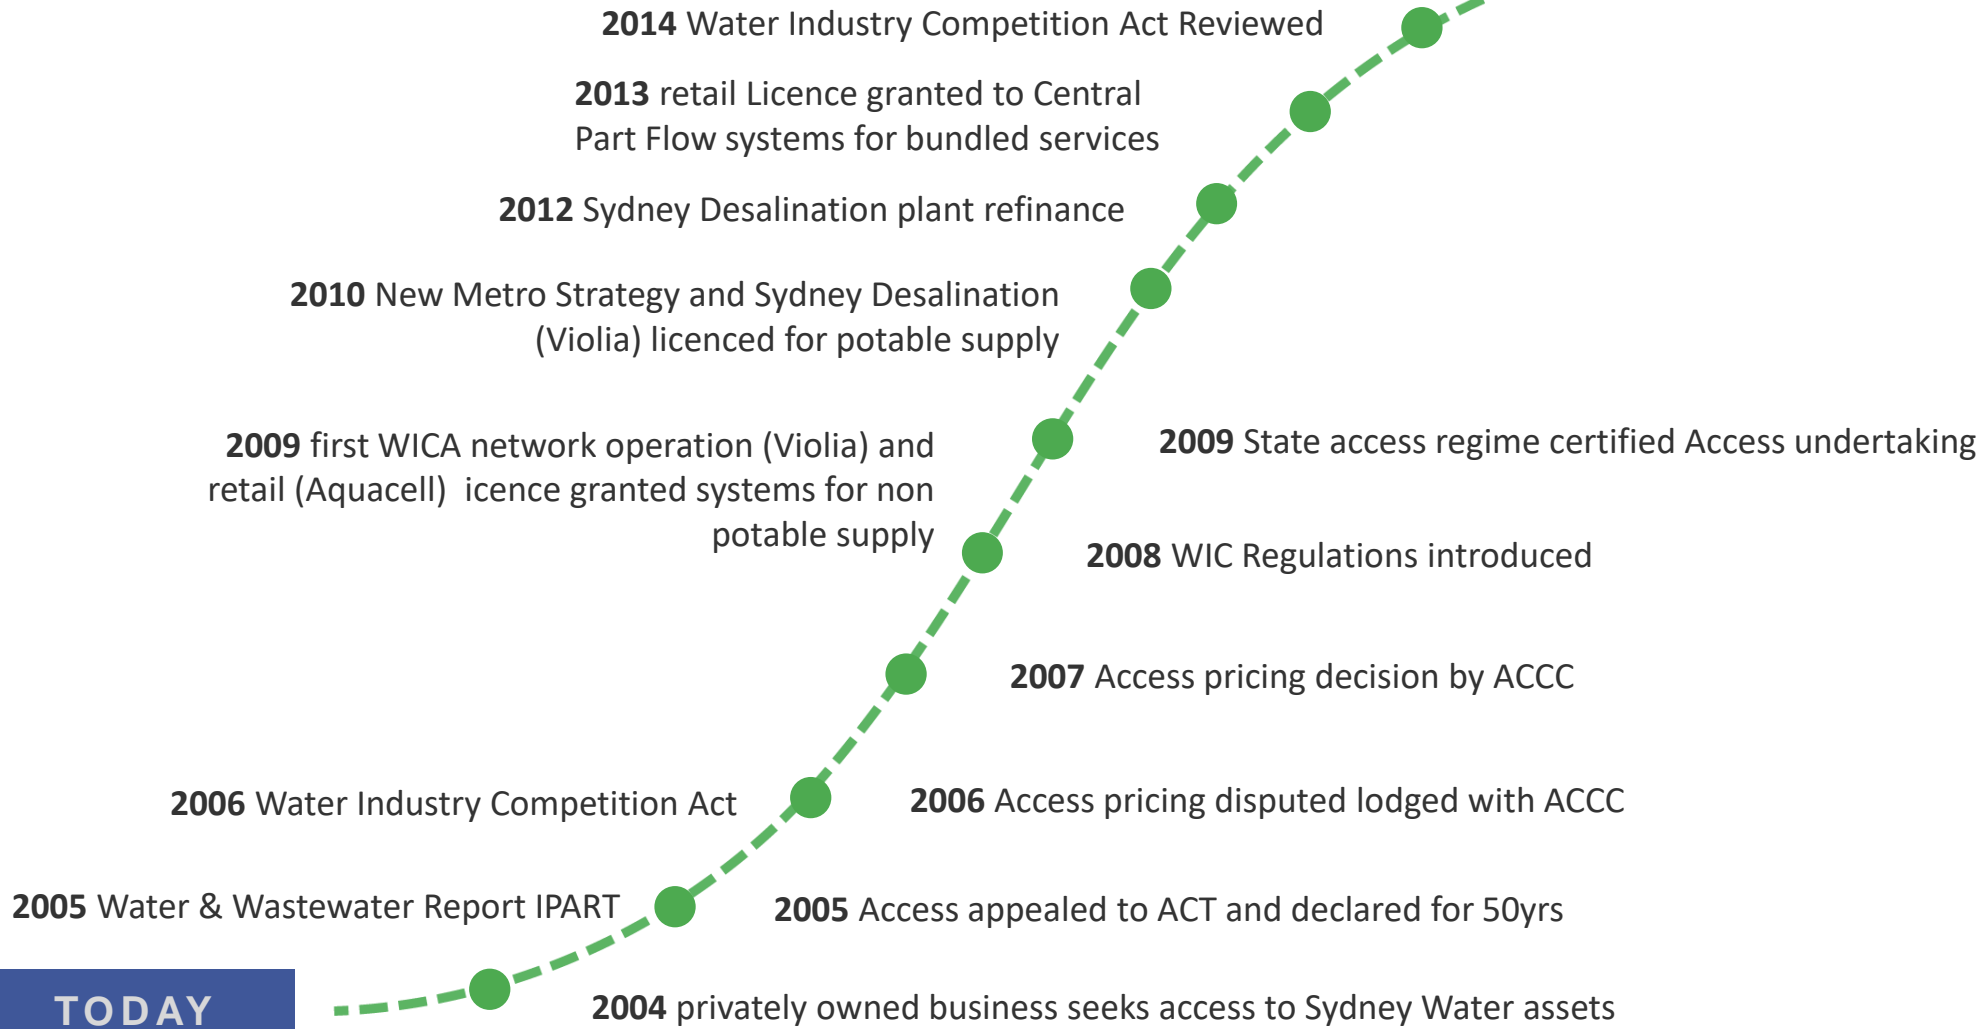 2014 Water Industry Competition Act Reviewed
2013 retail Licence granted to Central
Part Flow systems for bundled services
2012 Sydney Desalination plant refinance
2010 New Metro Strategy and Sydney Desalination
(Violia) licenced for potable supply
2009 first WICA network operation (Violia) and
retail (Aquacell)  icence granted systems for non
potable supply
2009 State access regime certified Access undertaking
2008 WIC Regulations introduced
2007 Access pricing decision by ACCC
2006 Water Industry Competition Act
2006 Access pricing disputed lodged with ACCC
2005 Water & Wastewater Report IPART
2005 Access appealed to ACT and declared for 50yrs
2004 privately owned business seeks access to Sydney Water assets
TODAY